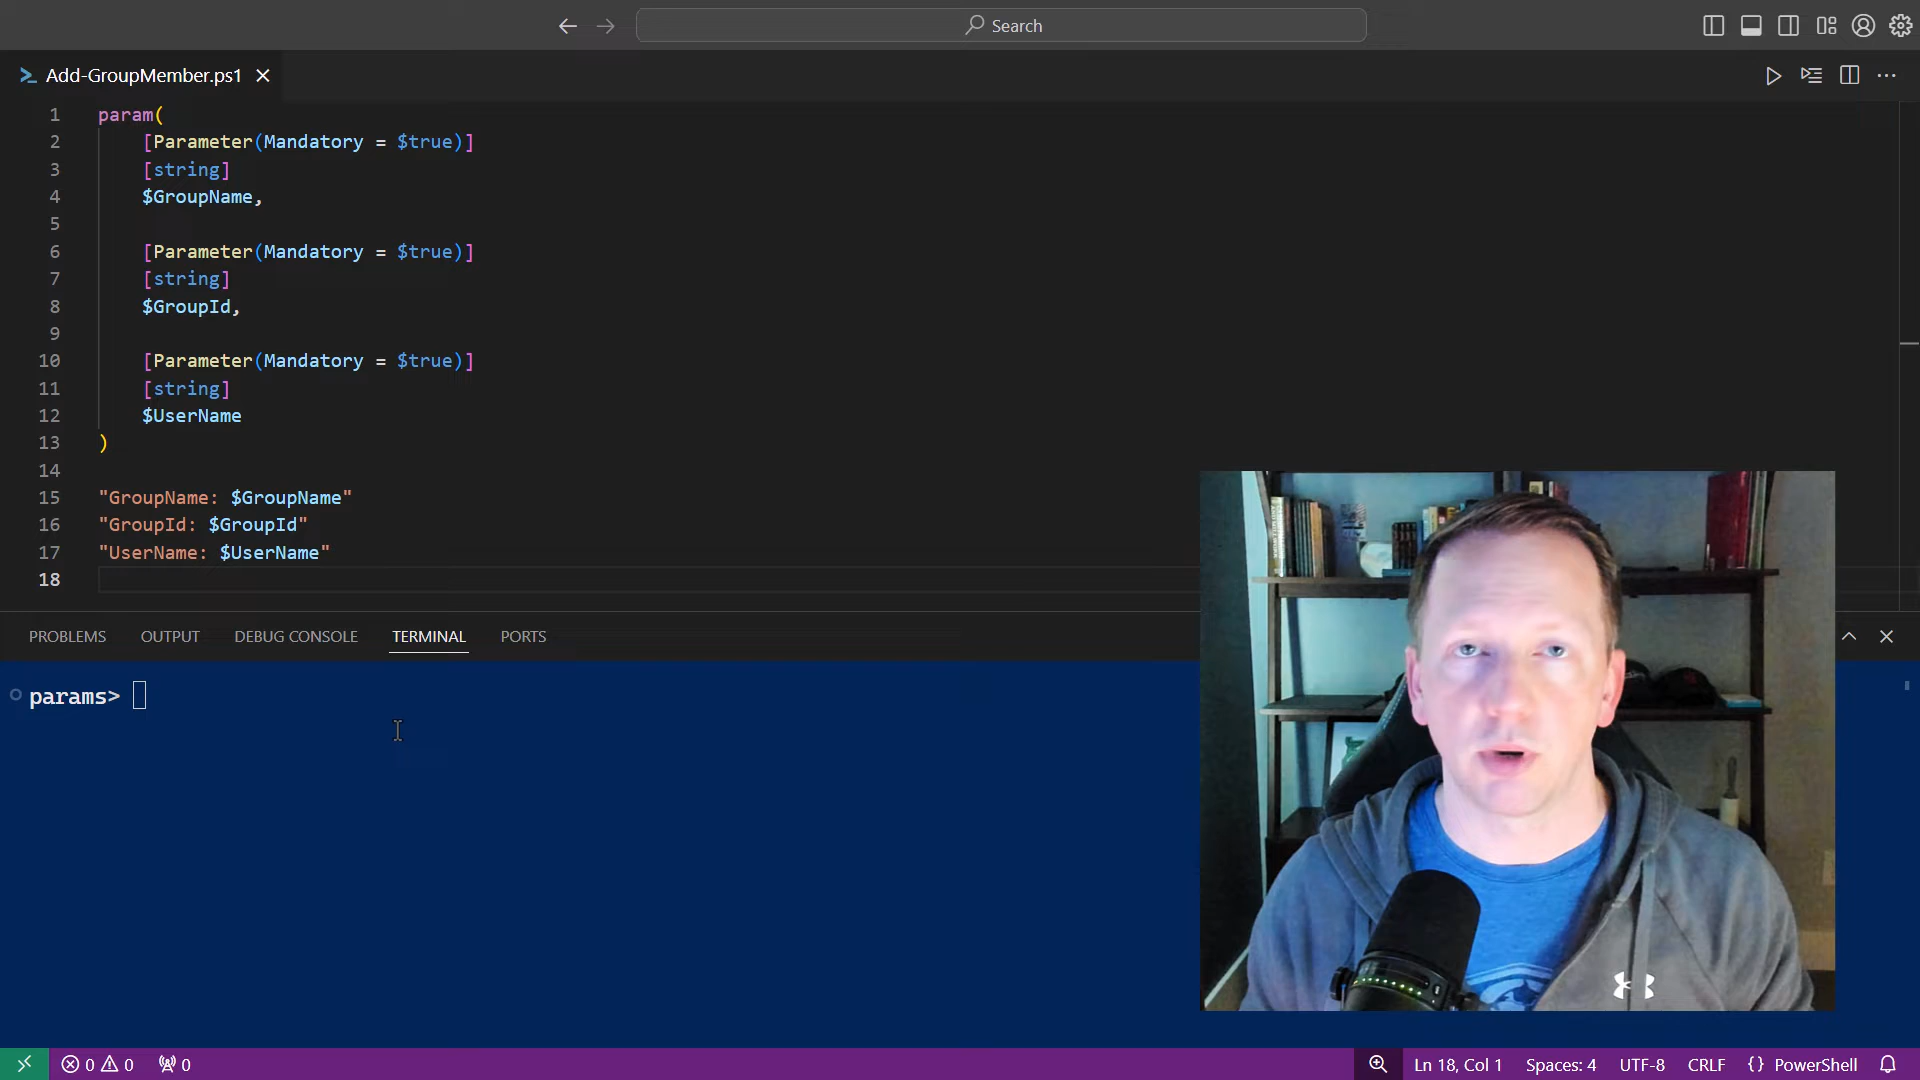 Search
Add-GroupMember.ps1
1 param(
2 [Parameter(Mandatory = $true)]
3 [string]
4 $GroupName,
5
6 [Parameter(Mandatory = $true)]
7 [string]
8 $GroupId,
9
10 [Parameter(Mandatory = $true)]
11 [string]
12 $UserName
13 )
14
15 "GroupName: $GroupName"
16 "GroupId: $GroupId"
17 "UserName: $UserName"
18
PROBLEMS OUTPUT DEBUG CONSOLE TERMINAL PORTS
params>
0 0 0 Ln 18, Col 1 Spaces: 4 UTF-8 CRLF {} PowerShell